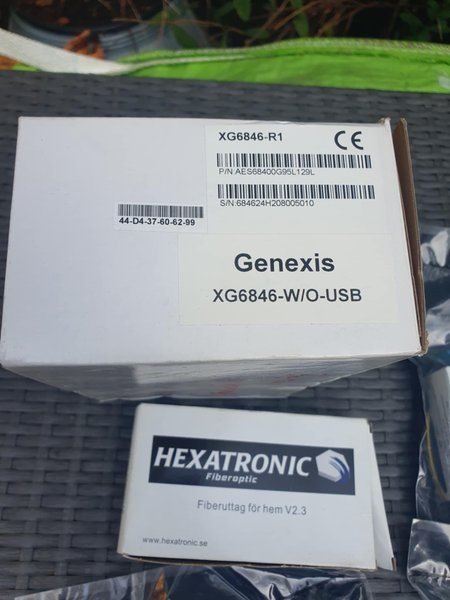 XG6846-R1
CE
P/N:AES68400G95L129L
S/N:684624H208005010
44-D4-37-60-62-99
Genexis
XG6846-W/O-USB
HEXATRONIC
Fiberoptic
Fiberuttag för hem V2.3
www.hexatronic.se